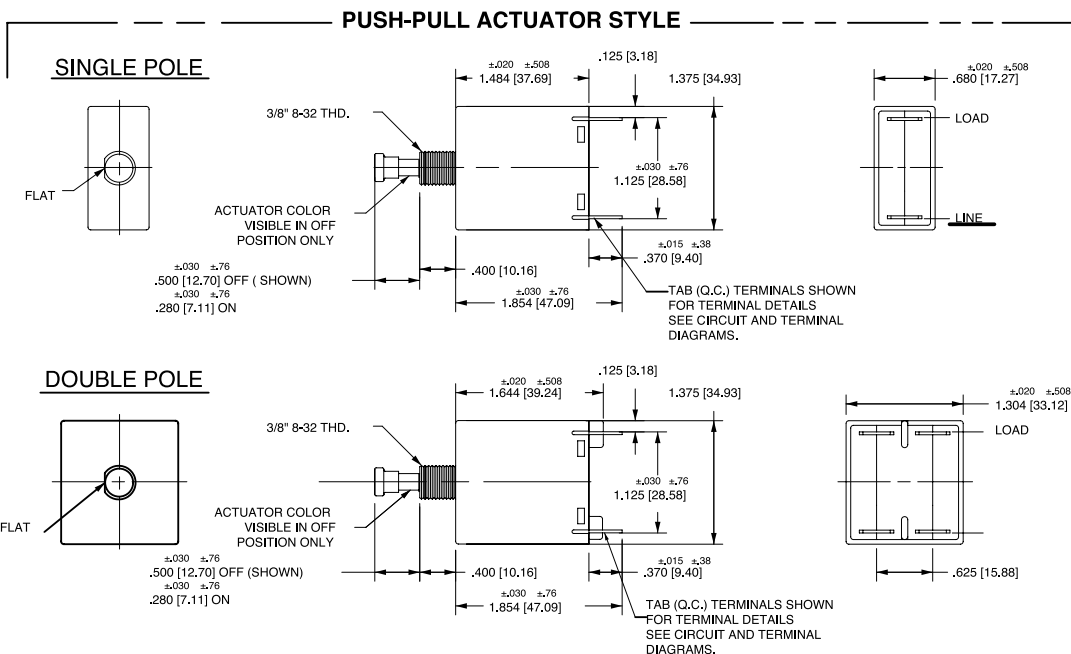 PUSH-PULL ACTUATOR STYLE
SINGLE POLE
±.020 ±.508
1.484 [37.69]
.125 [3.18]
1.375 [34.93]
±.020 ±.508
.680 [17.27]
3/8" 8-32 THD.
LOAD
FLAT
±.030 ±.76
1.125 [28.58]
ACTUATOR COLOR
VISIBLE IN OFF
POSITION ONLY
LINE
±.015 ±.38
.370 [9.40]
±.030 ±.76
.500 [12.70] OFF ( SHOWN)
±.030 ±.76
.280 [7.11] ON
.400 [10.16]
±.030 ±.76
1.854 [47.09]
TAB (Q.C.) TERMINALS SHOWN
FOR TERMINAL DETAILS
SEE CIRCUIT AND TERMINAL
DIAGRAMS.
DOUBLE POLE
±.020 ±.508
1.644 [39.24]
.125 [3.18]
1.375 [34.93]
±.020 ±.508
1.304 [33.12]
3/8" 8-32 THD.
LOAD
±.030 ±.76
1.125 [28.58]
FLAT
ACTUATOR COLOR
VISIBLE IN OFF
POSITION ONLY
±.030 ±.76
.500 [12.70] OFF (SHOWN)
±.030 ±.76
.280 [7.11] ON
.400 [10.16]
±.015 ±.38
.370 [9.40]
.625 [15.88]
±.030 ±.76
1.854 [47.09]
TAB (Q.C.) TERMINALS SHOWN
FOR TERMINAL DETAILS
SEE CIRCUIT AND TERMINAL
DIAGRAMS.